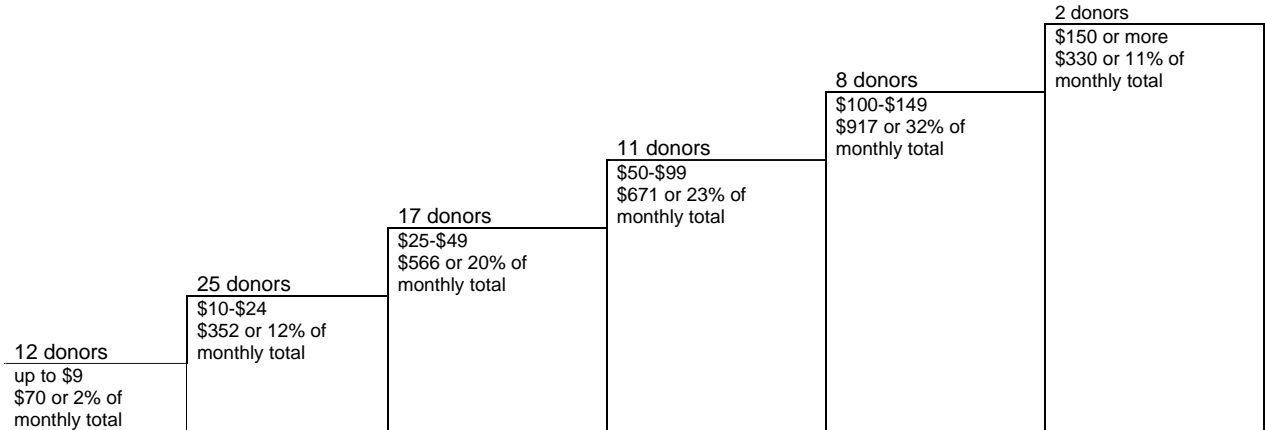 12 donors
up to $9
$70 or 2% of
monthly total
25 donors
$10-$24
$352 or 12% of
monthly total
17 donors
$25-$49
$566 or 20% of
monthly total
11 donors
$50-$99
$671 or 23% of
monthly total
8 donors
$100-$149
$917 or 32% of
monthly total
2 donors
$150 or more
$330 or 11% of
monthly total